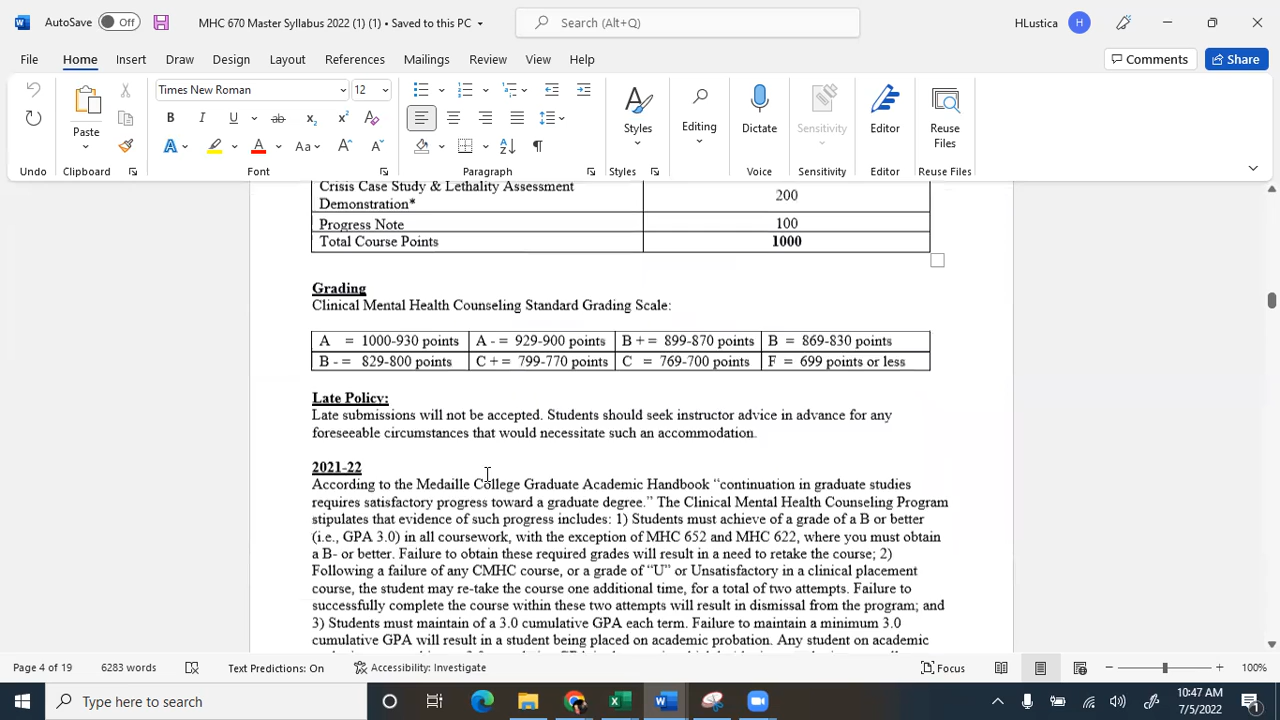 AutoSave Off MHC 670 Master Syllabus 2022 (1) (1) • Saved to this PC Search (Alt+Q) HLustica H
File Home Insert Draw Design Layout References Mailings Review View Help Comments Share
Times New Roman 12
Paste Styles Editing Dictate Sensitivity Editor Reuse Files
Undo Clipboard Font Paragraph Styles Voice Sensitivity Editor Reuse Files
Crisis Case Study & Lethality Assessment
Demonstration* 200
Progress Note 100
Total Course Points 1000
Grading
Clinical Mental Health Counseling Standard Grading Scale:
A = 1000-930 points A - = 929-900 points B + = 899-870 points B = 869-830 points
B - = 829-800 points C + = 799-770 points C = 769-700 points F = 699 points or less
Late Policy:
Late submissions will not be accepted. Students should seek instructor advice in advance for any
foreseeable circumstances that would necessitate such an accommodation.
2021-22
According to the Medaille College Graduate Academic Handbook “continuation in graduate studies
requires satisfactory progress toward a graduate degree.” The Clinical Mental Health Counseling Program
stipulates that evidence of such progress includes: 1) Students must achieve of a grade of a B or better
(i.e., GPA 3.0) in all coursework, with the exception of MHC 652 and MHC 622, where you must obtain
a B- or better. Failure to obtain these required grades will result in a need to retake the course; 2)
Following a failure of any CMHC course, or a grade of “U” or Unsatisfactory in a clinical placement
course, the student may re-take the course one additional time, for a total of two attempts. Failure to
successfully complete the course within these two attempts will result in dismissal from the program; and
3) Students must maintain of a 3.0 cumulative GPA each term. Failure to maintain a minimum 3.0
cumulative GPA will result in a student being placed on academic probation. Any student on academic
Page 4 of 19 6283 words Text Predictions: On Accessibility: Investigate Focus 100%
Type here to search 10:47 AM
7/5/2022